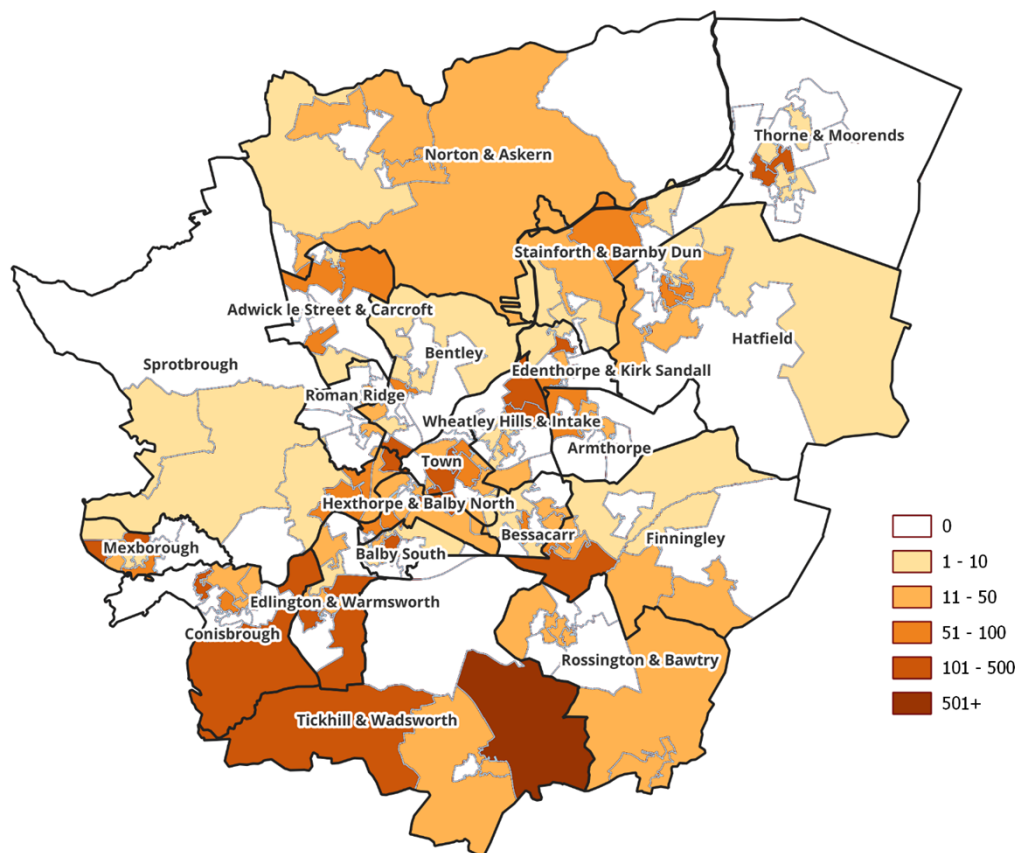 Thorne & Moorends
Norton & Askern
Stainforth & Barnby Dun
Adwick le Street & Carcroft
Hatfield
Bentley
Sprotbrough
Edenthorpe & Kirk Sandall
Roman Ridge
Wheatley Hills & Intake
Armthorpe
Town
Hexthorpe & Balby North
Bessacarr
Finningley
Mexborough
Balby South
Edlington & Warmsworth
Conisbrough
Rossington & Bawtry
Tickhill & Wadsworth
0
1 - 10
11 - 50
51 - 100
101 - 500
501+